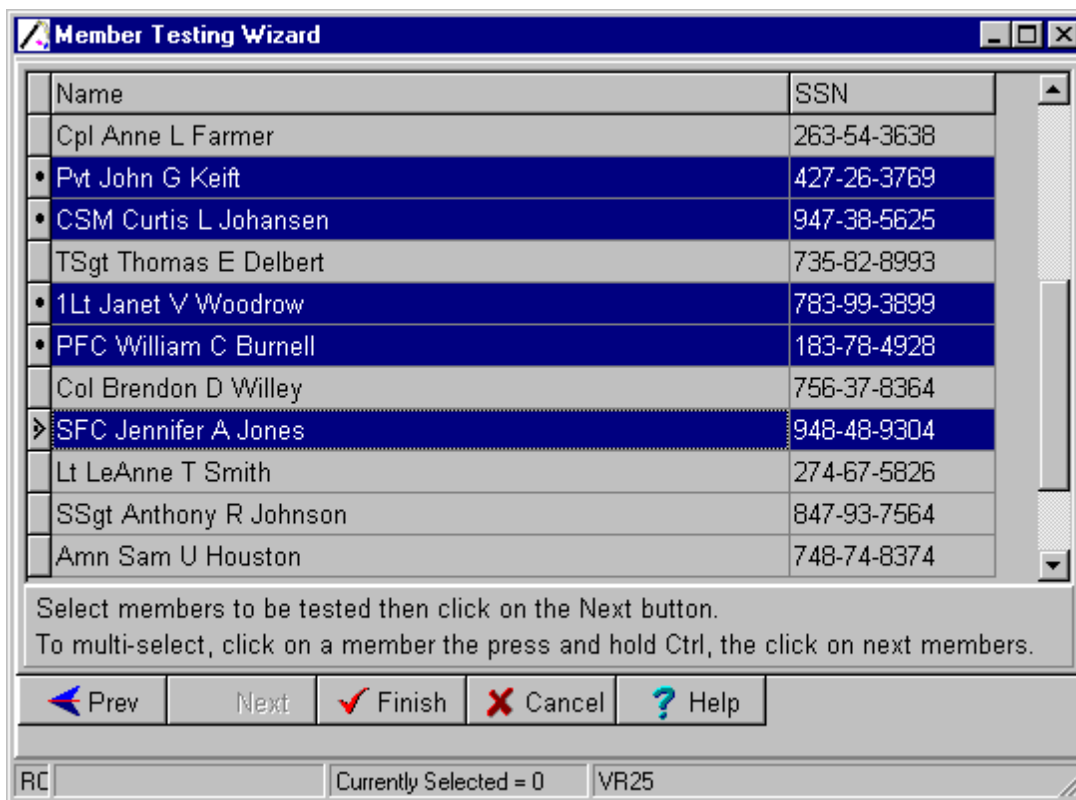 Member Testing Wizard
Name SSN
Cpl Anne L Farmer 263-54-3638
Pvt John G Keift 427-26-3769
CSM Curtis L Johansen 947-38-5625
TSgt Thomas E Delbert 735-82-8993
1Lt Janet V Woodrow 783-99-3899
PFC William C Burnell 183-78-4928
Col Brendon D Willey 756-37-8364
SFC Jennifer A Jones 948-48-9304
Lt LeAnne T Smith 274-67-5826
SSgt Anthony R Johnson 847-93-7564
Amn Sam U Houston 748-74-8374
Select members to be tested then click on the Next button.
To multi-select, click on a member the press and hold Ctrl, the click on next members.
Prev Next Finish Cancel Help
Currently Selected = 0 VR25